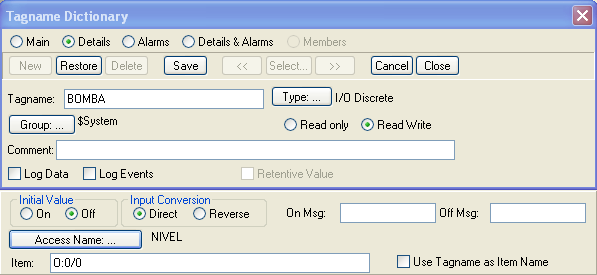 Tagname Dictionary
Main Details Alarms Details & Alarms Members
New Restore Delete Save << Select... >> Cancel Close
Tagname: BOMBA Type: ... I/O Discrete
Group: ... $System Read only Read Write
Comment:
Log Data Log Events Retentive Value
Initial Value Input Conversion
On Off Direct Reverse On Msg: Off Msg:
Access Name: ... NIVEL
Item: O:0/0 Use Tagname as Item Name